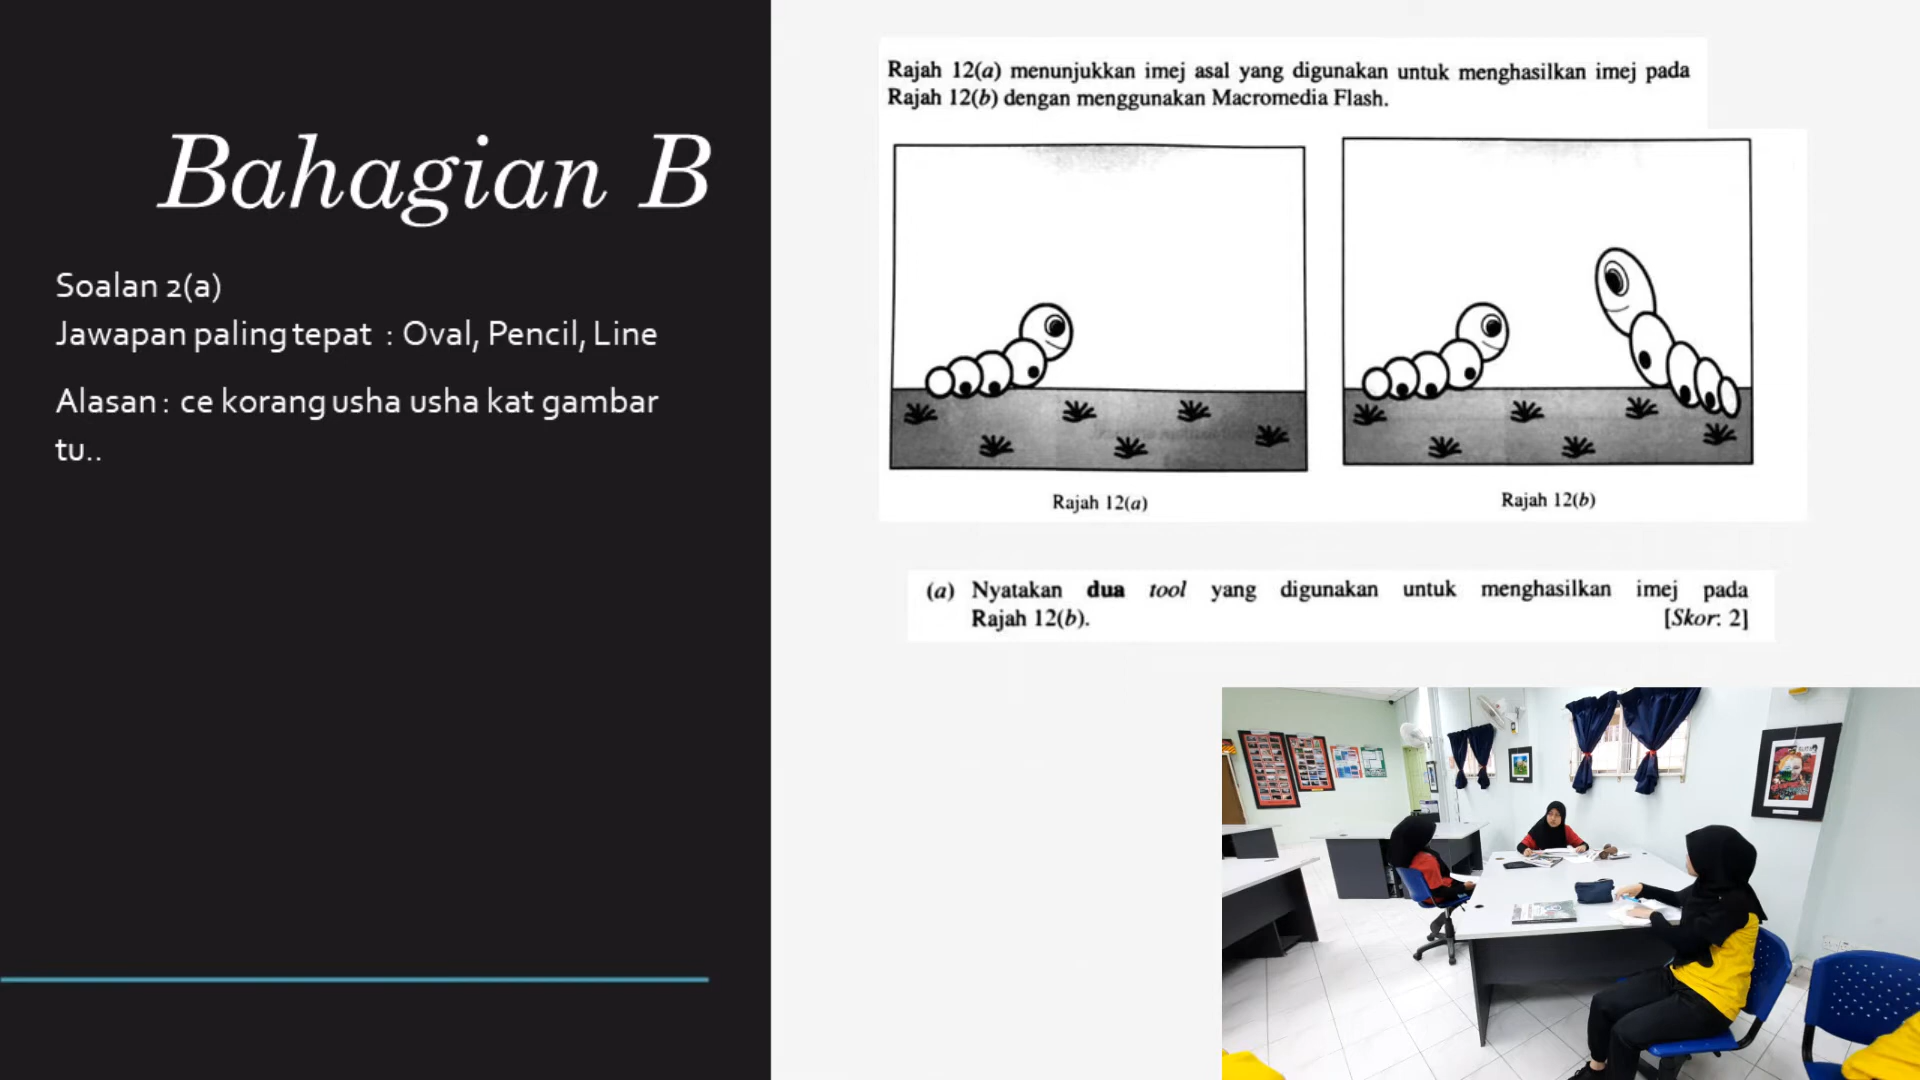 Bahagian B
Soalan 2(a)
Jawapan paling tepat : Oval, Pencil, Line
Alasan : ce korang usha usha kat gambar
tu..
Rajah 12(a) menunjukkan imej asal yang digunakan untuk menghasilkan imej pada
Rajah 12(b) dengan menggunakan Macromedia Flash.
Rajah 12(a)
Rajah 12(b)
(a) Nyatakan dua tool yang digunakan untuk menghasilkan imej pada
Rajah 12(b). [Skor: 2]